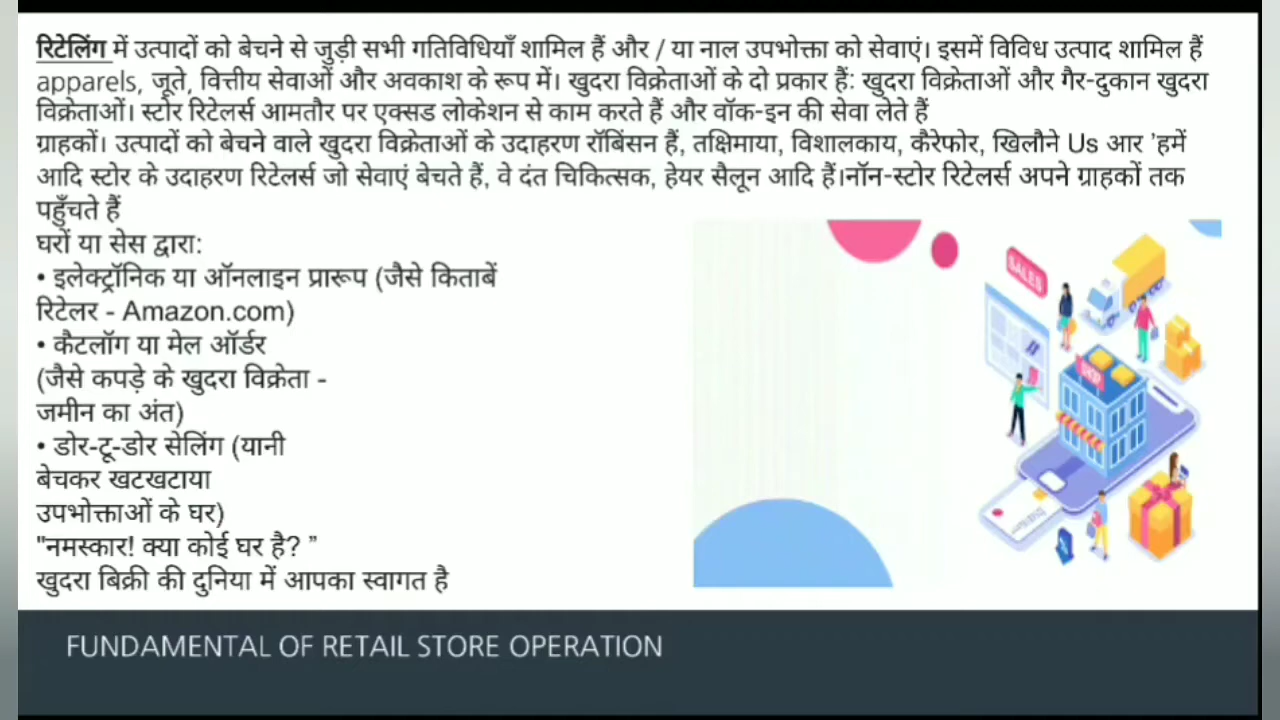 रिटेलिंग में उत्पादों को बेचने से जुड़ी सभी गतिविधियाँ शामिल हैं और / या नाल उपभोक्ता को सेवाएं। इसमें विविध उत्पाद शामिल हैं
apparels, जूते, वित्तीय सेवाओं और अवकाश के रूप में। खुदरा विक्रेताओं के दो प्रकार हैं: खुदरा विक्रेताओं और गैर-दुकान खुदरा
विक्रेताओं। स्टोर रिटेलर्स आमतौर पर एक्सड लोकेशन से काम करते हैं और वॉक-इन की सेवा लेते हैं
ग्राहकों। उत्पादों को बेचने वाले खुदरा विक्रेताओं के उदाहरण रॉबिंसन हैं, तक्षिमाया, विशालकाय, कैरेफोर, खिलौने Us आर ’हमें
आदि स्टोर के उदाहरण रिटेलर्स जो सेवाएं बेचते हैं, वे दंत चिकित्सक, हेयर सैलून आदि हैं।नॉन-स्टोर रिटेलर्स अपने ग्राहकों तक
पहुँचते हैं
घरों या सेस द्वारा:
• इलेक्ट्रॉनिक या ऑनलाइन प्रारूप (जैसे किताबें
रिटेलर - Amazon.com)
• कैटलॉग या मेल ऑर्डर
(जैसे कपड़े के खुदरा विक्रेता -
जमीन का अंत)
• डोर-टू-डोर सेलिंग (यानी
बेचकर खटखटाया
उपभोक्ताओं के घर)
"नमस्कार! क्या कोई घर है? ”
खुदरा बिक्री की दुनिया में आपका स्वागत है
SALES
FUNDAMENTAL OF RETAIL STORE OPERATION